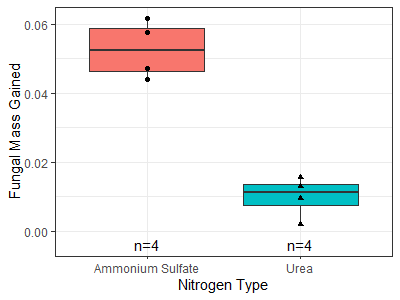 Fungal Mass Gained
0.06
0.04
0.02
0.00
n=4
n=4
Ammonium Sulfate
Urea
Nitrogen Type